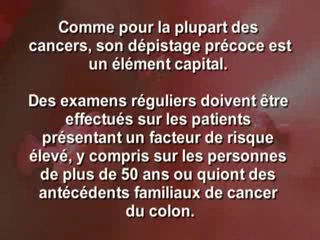 Comme pour la plupart des
cancers, son dépistage précoce est
un élément capital.
Des examens réguliers doivent être
effectués sur les patients
présentant un facteur de risque
élevé, y compris sur les personnes
de plus de 50 ans ou quiont des
antécédents familiaux de cancer
du colon.